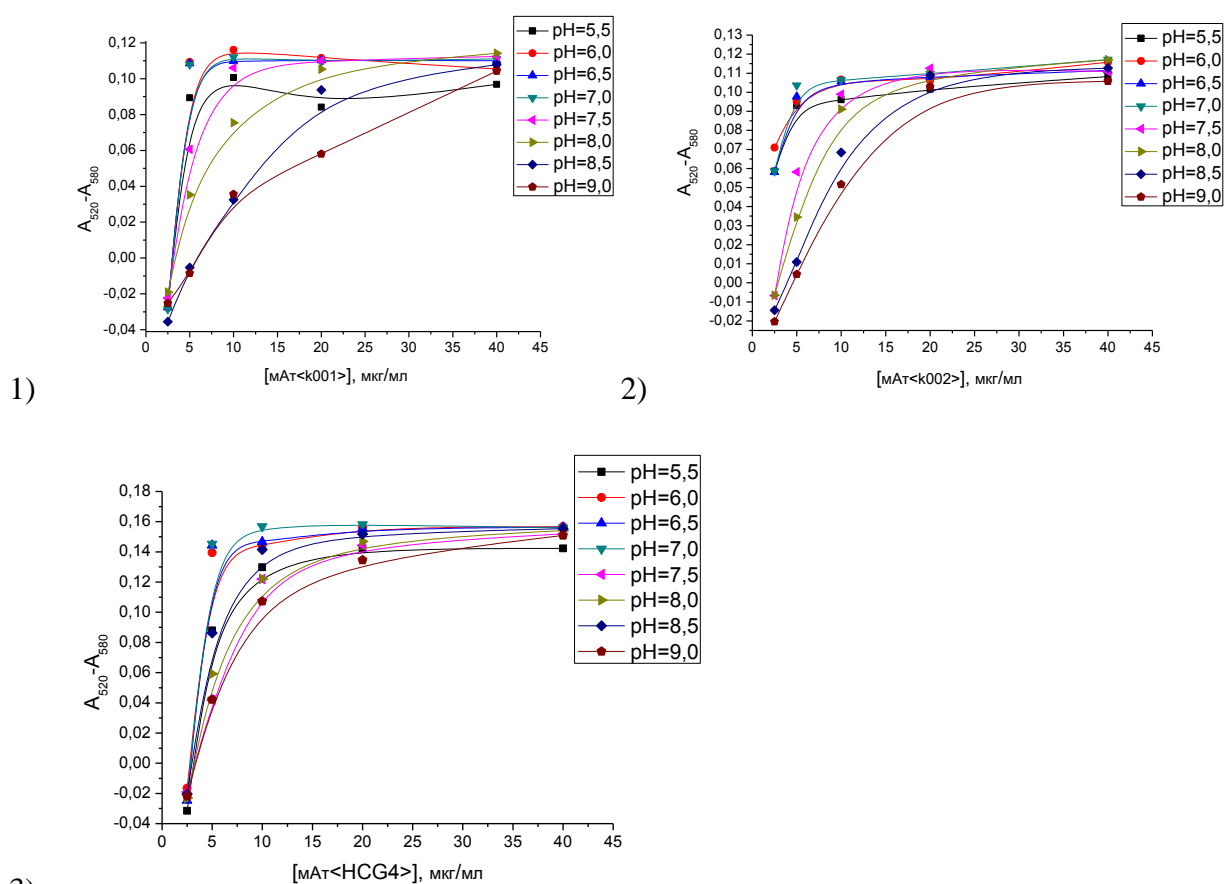 pH=5,5
pH=6,0
pH=6,5
pH=7,0
pH=7,5
pH=8,0
pH=8,5
pH=9,0
0,12
0,10
0,08
0,06
0,04
0,02
0,00
-0,02
-0,04
A520-A580
0 5 10 15 20 25 30 35 40 45
[мАт<k001>], мкг/мл
1)
pH=5,5
pH=6,0
pH=6,5
pH=7,0
pH=7,5
pH=8,0
pH=8,5
pH=9,0
0,13
0,12
0,11
0,10
0,09
0,08
0,07
0,06
0,05
0,04
0,03
0,02
0,01
0,00
-0,01
-0,02
A520-A580
0 5 10 15 20 25 30 35 40 45
[мАт<k002>], мкг/мл
2)
pH=5,5
pH=6,0
pH=6,5
pH=7,0
pH=7,5
pH=8,0
pH=8,5
pH=9,0
0,18
0,16
0,14
0,12
0,10
0,08
0,06
0,04
0,02
0,00
-0,02
-0,04
A520-A580
0 5 10 15 20 25 30 35 40 45
[мАт<HCG4>], мкг/мл